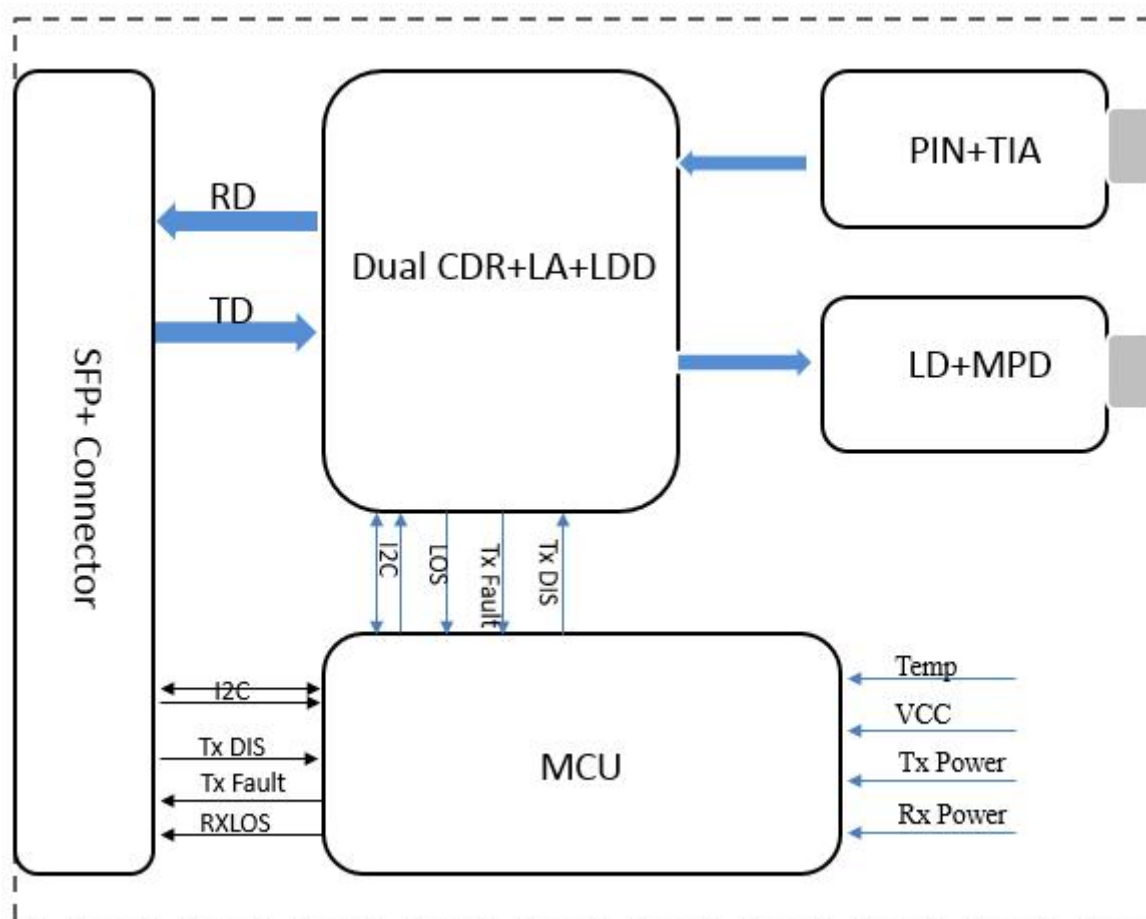 PIN+TIA
RD
Dual CDR+LA+LDD
TD
LD+MPD
SFP+ Connector
I2C
LOS
Tx Fault
Tx DIS
I2C
Tx DIS
Tx Fault
RXLOS
MCU
Temp
VCC
Tx Power
Rx Power